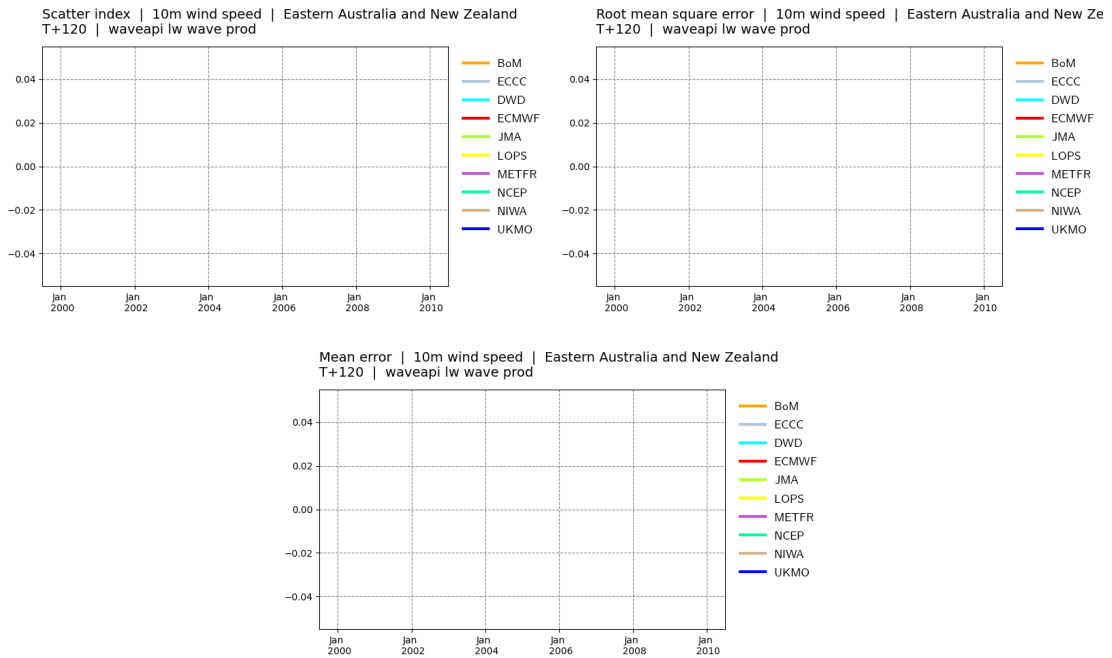 Scatter index | 10m wind speed | Eastern Australia and New Zealand
T+120 | waveapi lw wave prod
0.04
0.02
0.00
−0.02
−0.04
Jan
2000
Jan
2002
Jan
2004
Jan
2006
Jan
2008
Jan
2010
BoM
ECCC
DWD
ECMWF
JMA
LOPS
METFR
NCEP
NIWA
UKMO
Root mean square error | 10m wind speed | Eastern Australia and New Ze
T+120 | waveapi lw wave prod
0.04
0.02
0.00
−0.02
−0.04
Jan
2000
Jan
2002
Jan
2004
Jan
2006
Jan
2008
Jan
2010
BoM
ECCC
DWD
ECMWF
JMA
LOPS
METFR
NCEP
NIWA
UKMO
Mean error | 10m wind speed | Eastern Australia and New Zealand
T+120 | waveapi lw wave prod
0.04
0.02
0.00
−0.02
−0.04
Jan
2000
Jan
2002
Jan
2004
Jan
2006
Jan
2008
Jan
2010
BoM
ECCC
DWD
ECMWF
JMA
LOPS
METFR
NCEP
NIWA
UKMO